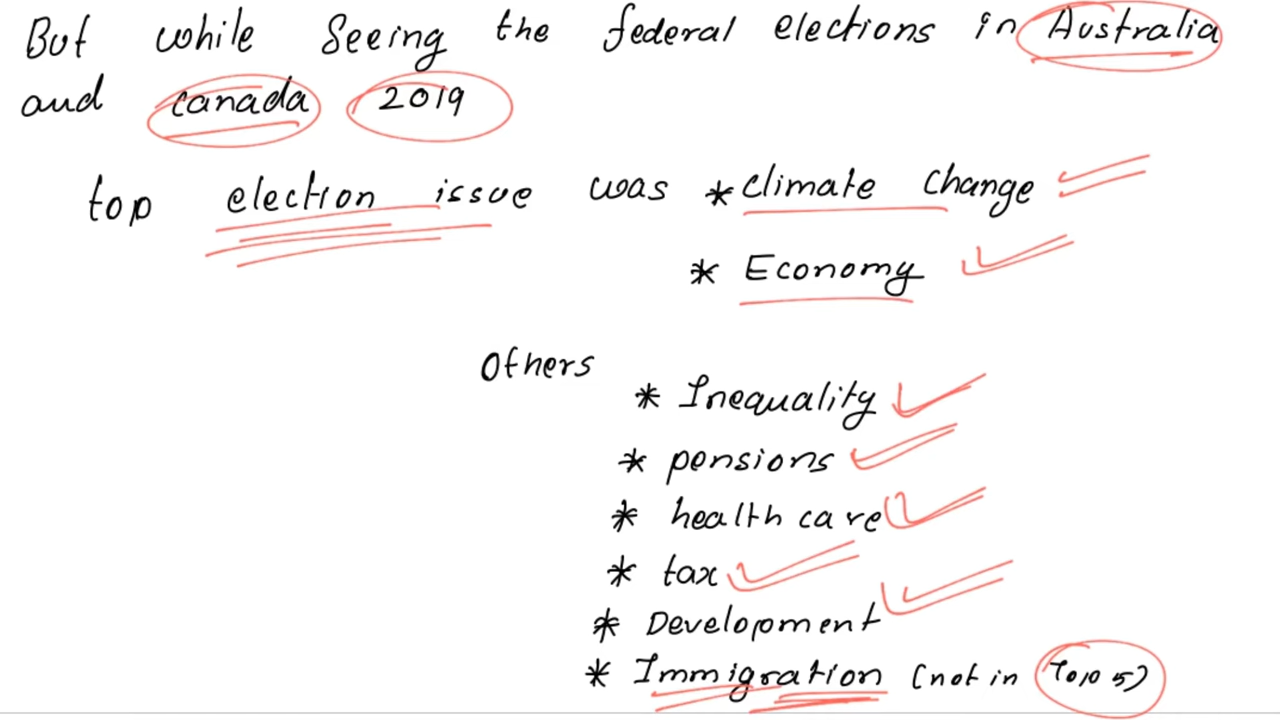 But while Seeing the federal elections in Australia
and canada 2019
top election issue was * climate change
* Economy
Others
* Inequality
* pensions
* health care
* tax
* Development
* Immigration (not in Top 5)